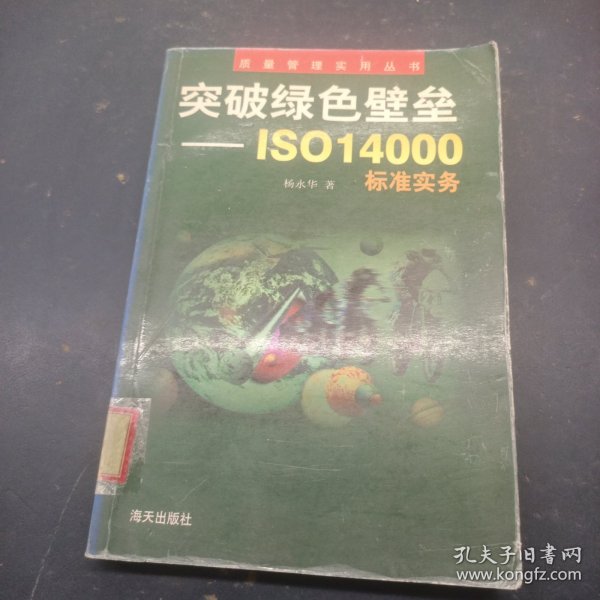 质量管理实用丛书
突破绿色壁垒
——ISO14000
标准实务
杨永华 著
海天出版社
孔夫子旧书网
www.kongfz.com